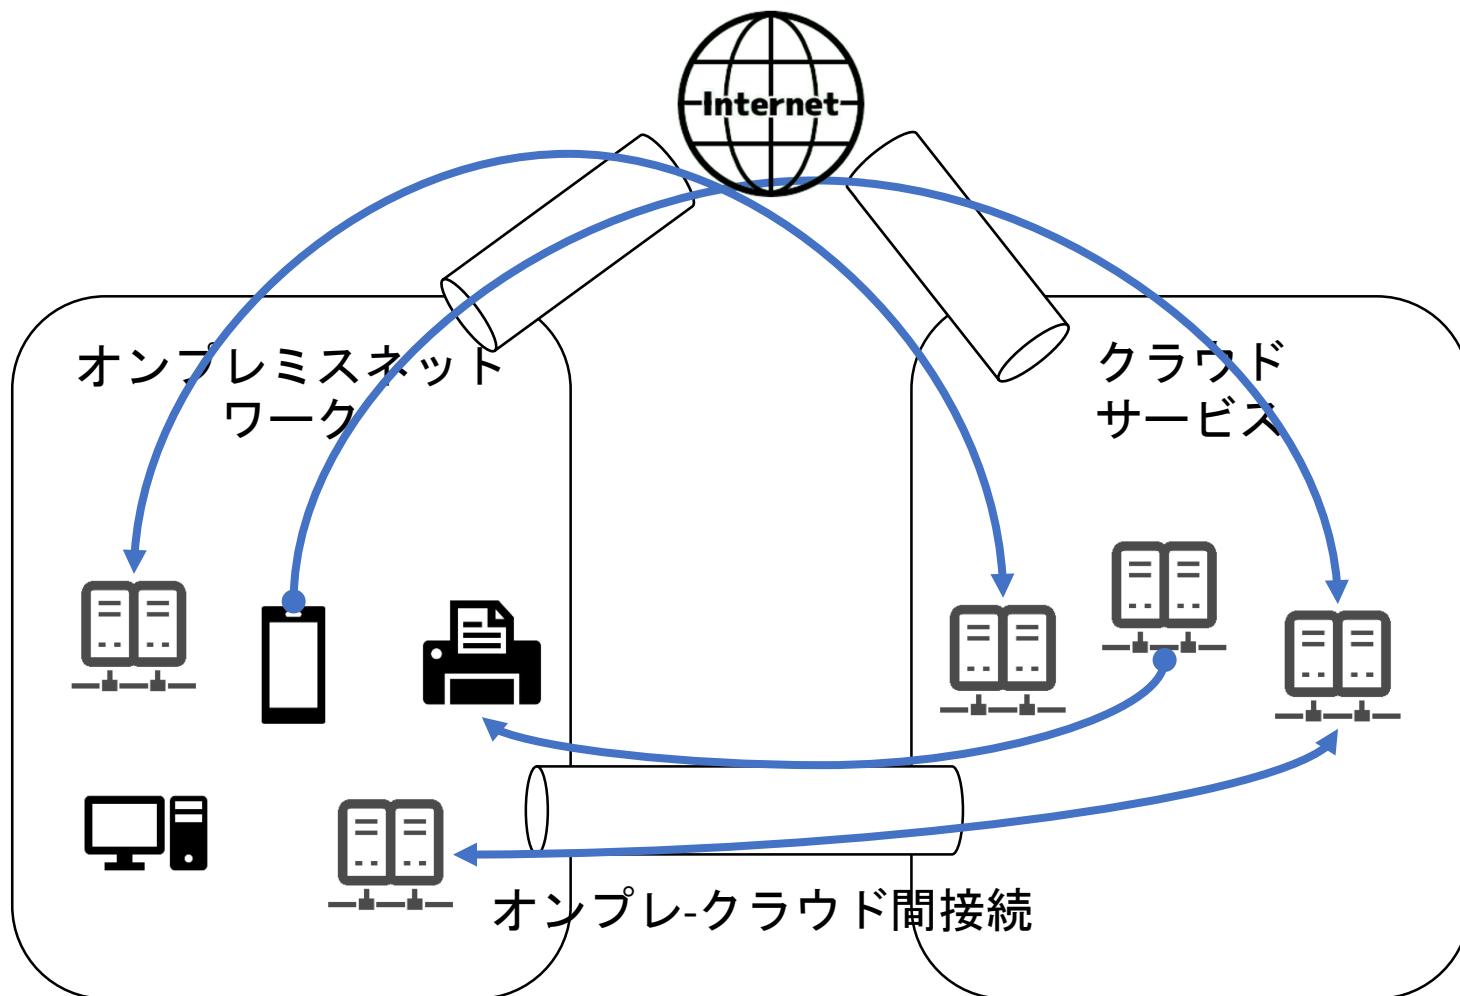 Internet
オンプレミスネット
ワーク
クラウド
サービス
オンプレ-クラウド間接続